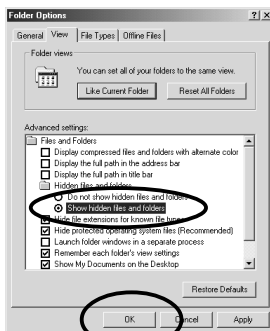 Folder Options
General View File Types Offline Files
Folder views
You can set all of your folders to the same view.
Like Current Folder Reset All Folders
Advanced settings:
Files and Folders
Display compressed files and folders with alternate color
Display the full path in the address bar
Display the full path in title bar
Hidden files and folders
Do not show hidden files and folders
Show hidden files and folders
Hide file extensions for known file types
Hide protected operating system files (Recommended)
Launch folder windows in a separate process
Remember each folder's view settings
Show My Documents on the Desktop
Restore Defaults
OK Cancel Apply